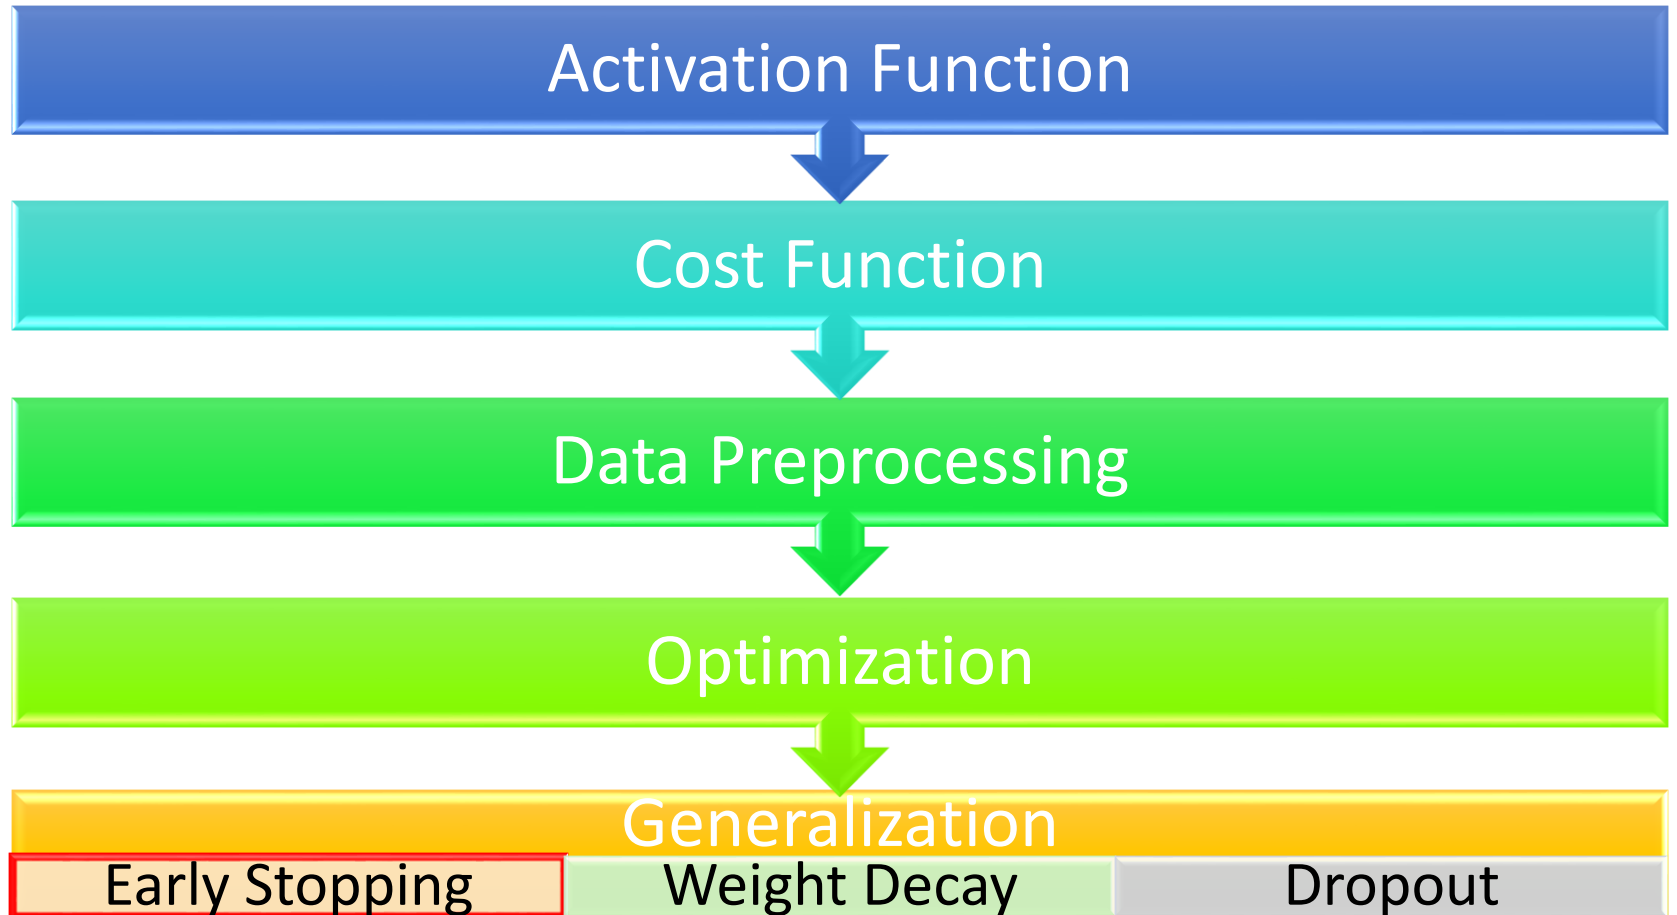 Activation Function
Cost Function
Data Preprocessing
Optimization
Generalization
Early Stopping
Weight Decay
Dropout